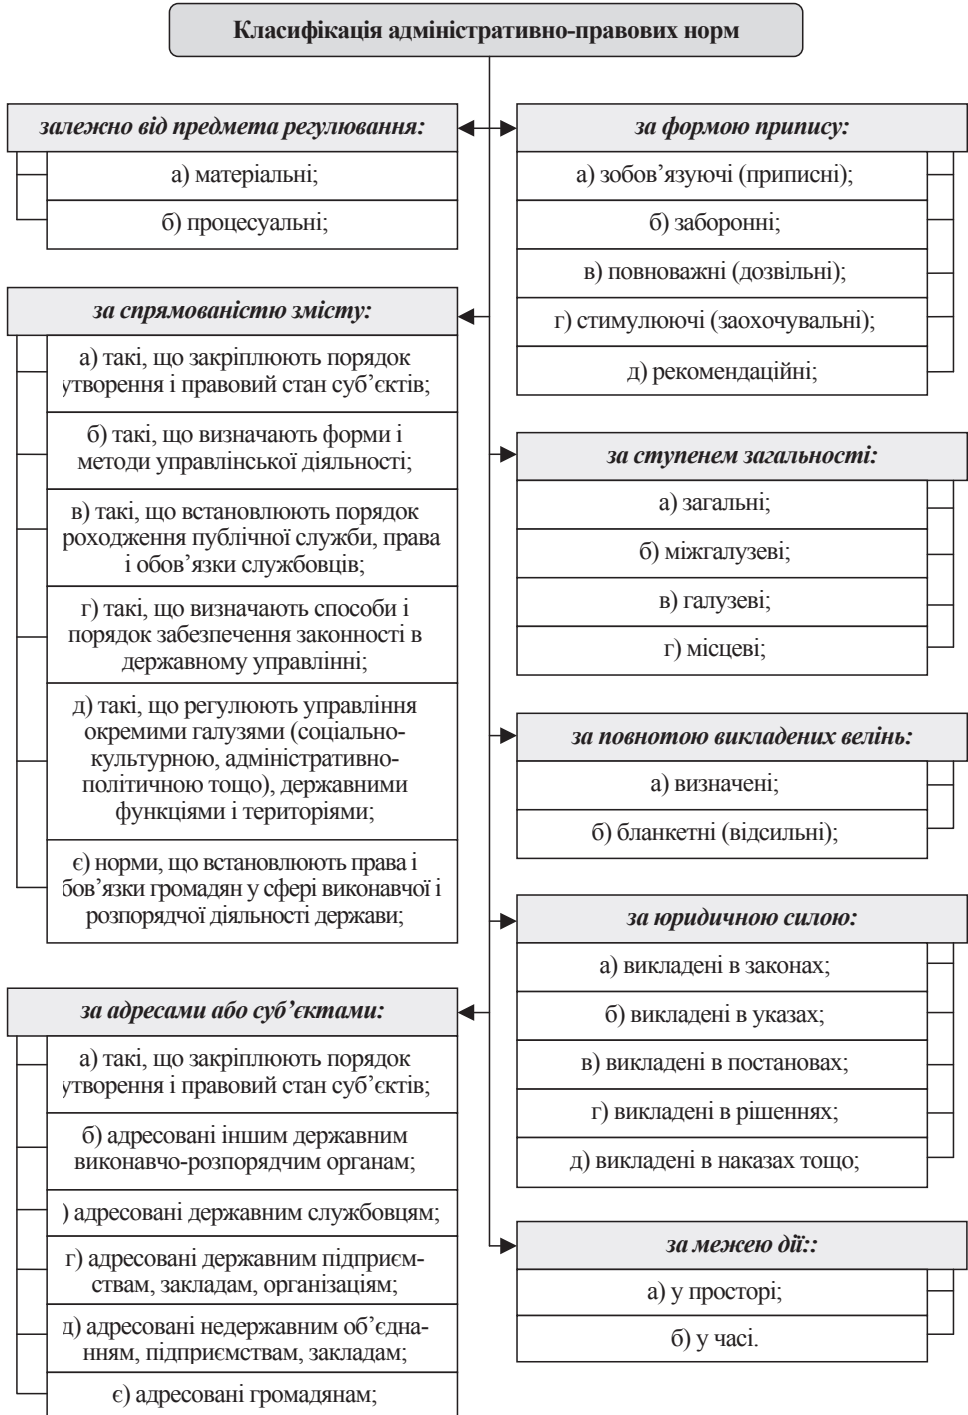 Класифікація адміністративно-правових норм
залежно від предмета регулювання:
а) матеріальні;
б) процесуальні;
за спрямованістю змісту:
а) такі, що закріплюють порядок
утворення і правовий стан суб’єктів;
б) такі, що визначають форми і
методи управлінської діяльності;
в) такі, що встановлюють порядок
роходження публічної служби, права
і обов’язки службовців;
г) такі, що визначають способи і
порядок забезпечення законності в
державному управлінні;
д) такі, що регулюють управління
окремими галузями (соціально-
культурною, адміністративно-
політичною тощо), державними
функціями і територіями;
є) норми, що встановлюють права і
бов’язки громадян у сфері виконавчої і
розпорядчої діяльності держави;
за адресами або суб’єктами:
а) такі, що закріплюють порядок
утворення і правовий стан суб’єктів;
б) адресовані іншим державним
виконавчо-розпорядчим органам;
) адресовані державним службовцям;
г) адресовані державним підприєм-
ствам, закладам, організаціям;
д) адресовані недержавним об’єдна-
нням, підприємствам, закладам;
є) адресовані громадянам;
за формою припису:
а) зобов’язуючі (приписні);
б) заборонні;
в) повноважні (дозвільні);
г) стимулюючі (заохочувальні);
д) рекомендаційні;
за ступенем загальності:
а) загальні;
б) міжгалузеві;
в) галузеві;
г) місцеві;
за повнотою викладених велінь:
а) визначені;
б) бланкетні (відсильні);
за юридичною силою:
а) викладені в законах;
б) викладені в указах;
в) викладені в постановах;
г) викладені в рішеннях;
д) викладені в наказах тощо;
за межею дії::
а) у просторі;
б) у часі.